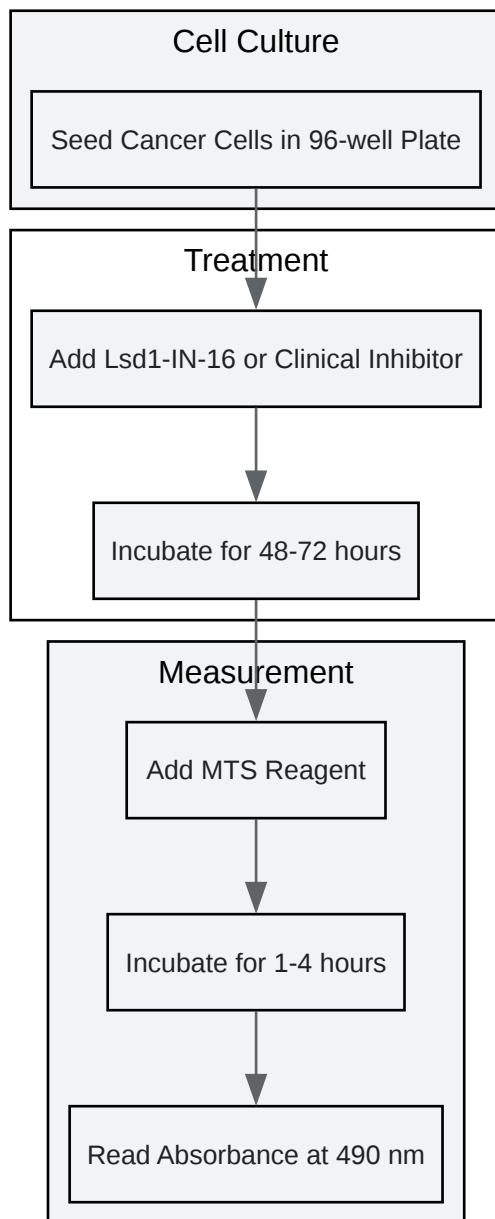 Cell Culture
Seed Cancer Cells in 96-well Plate
Treatment
Add Lsd1-IN-16 or Clinical Inhibitor
Incubate for 48-72 hours
Measurement
Add MTS Reagent
Incubate for 1-4 hours
Read Absorbance at 490 nm